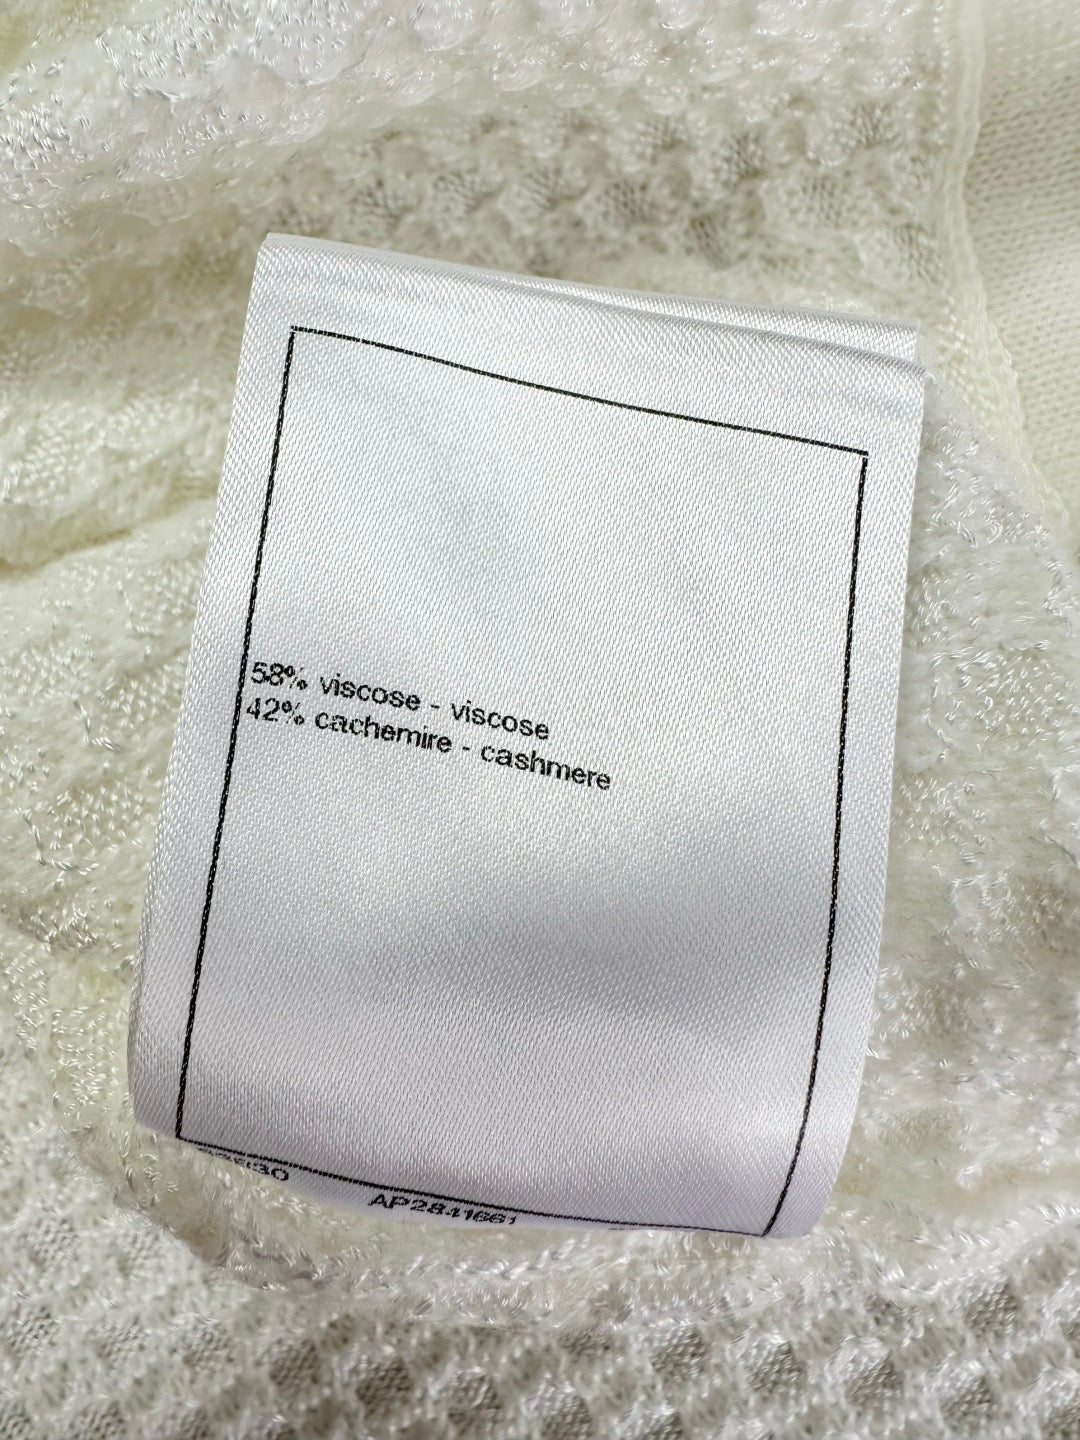 58% viscose - viscose
42% cachemire - cashmere
AP2841661